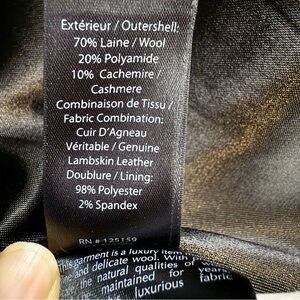 Extérieur / Outershell:
70% Laine / Wool
20% Polyamide
10% Cachemire /
Cashmere
Combinaison de Tissu /
Fabric Combination:
Cuir D'Agneau
Véritable / Genuine
Lambskin Leather
Doublure / Lining:
98% Polyester
2% Spandex
RN # 125159
This garment is a luxury item
and delicate wool. With
the natural qualities of
maintained for years
luxurious fabric